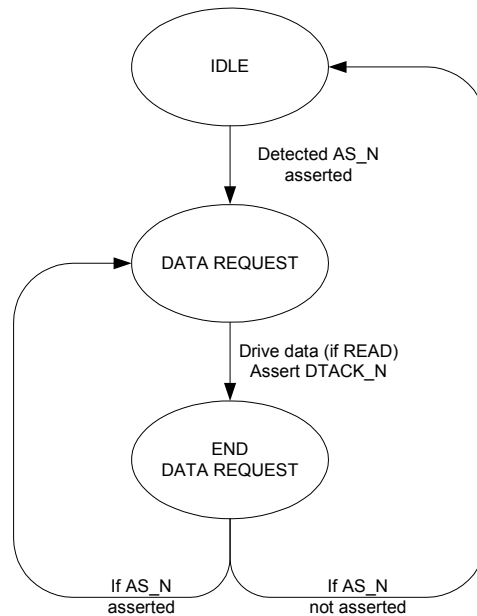 IDLE
Detected AS_N
asserted
DATA REQUEST
Drive data (if READ)
Assert DTACK_N
END
DATA REQUEST
If AS_N
asserted
If AS_N
not asserted